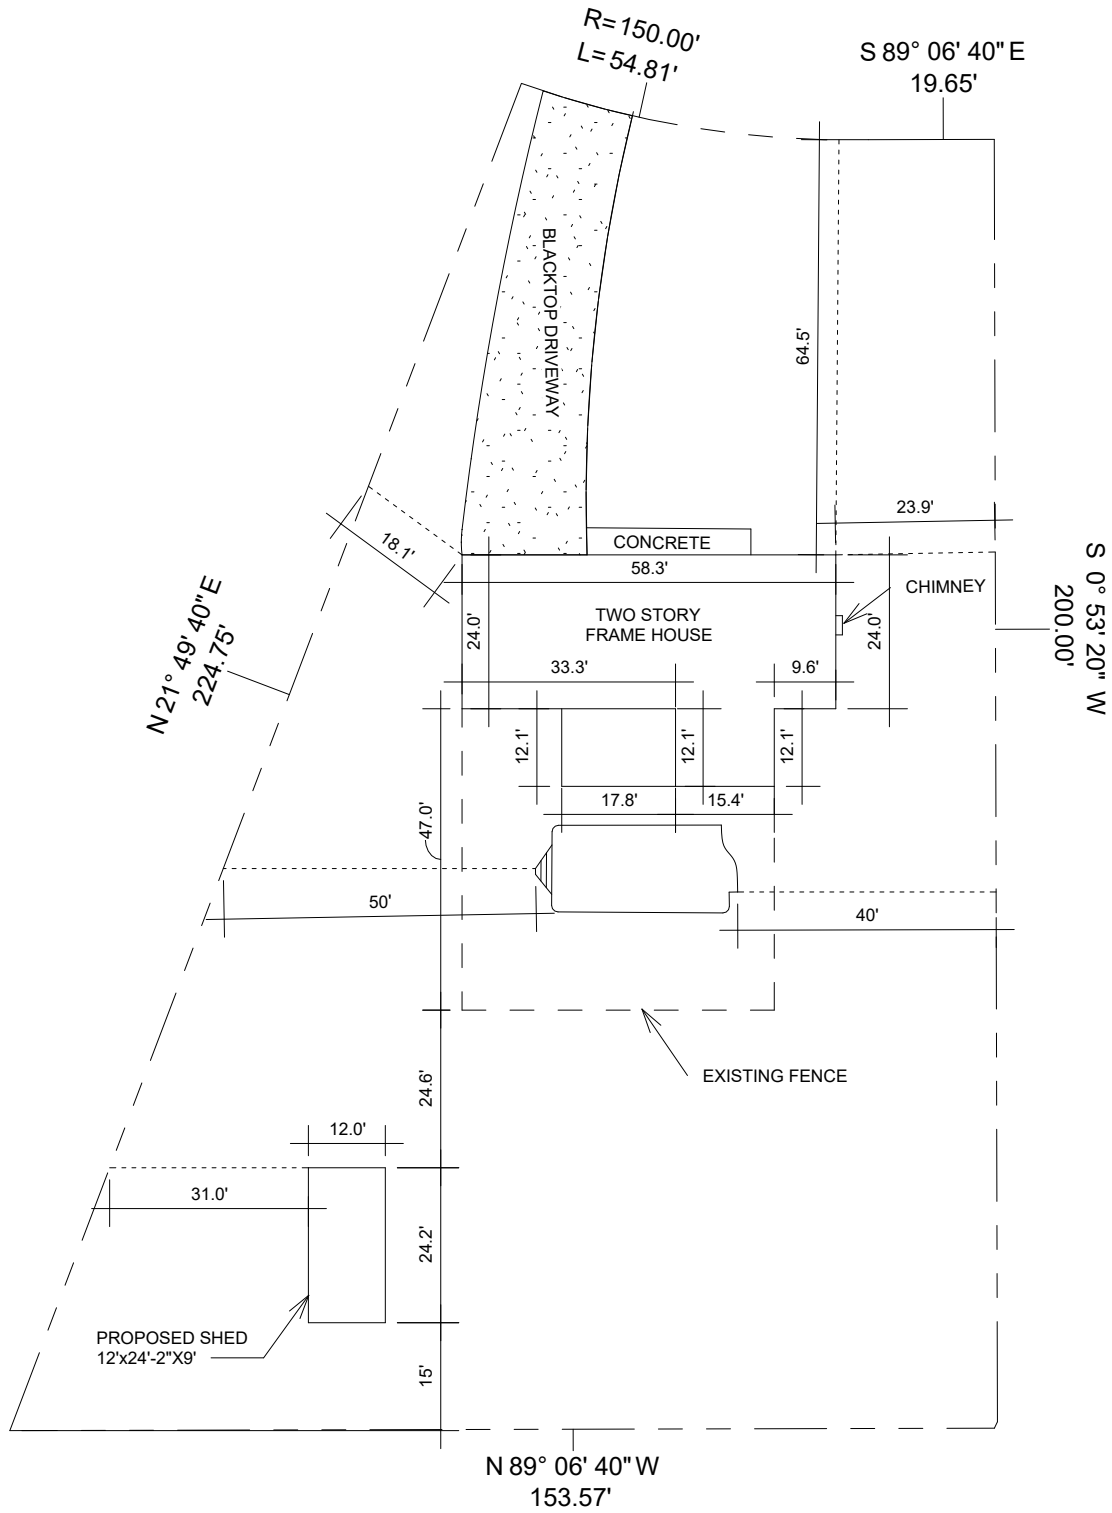 R=150.00'
L=54.81'
S 89° 06' 40" E
19.65'
BLACKTOP DRIVEWAY
64.5'
23.9'
18.1'
CONCRETE
58.3'
CHIMNEY
S 0° 53' 20" W
200.00'
TWO STORY
FRAME HOUSE
24.0'
24.0'
N 21° 49' 40" E
224.75'
33.3'
9.6'
12.1'
12.1'
12.1'
17.8'
15.4'
47.0'
50'
40'
EXISTING FENCE
24.6'
12.0'
31.0'
24.2'
PROPOSED SHED
12'x24'-2"X9'
15'
N 89° 06' 40" W
153.57'